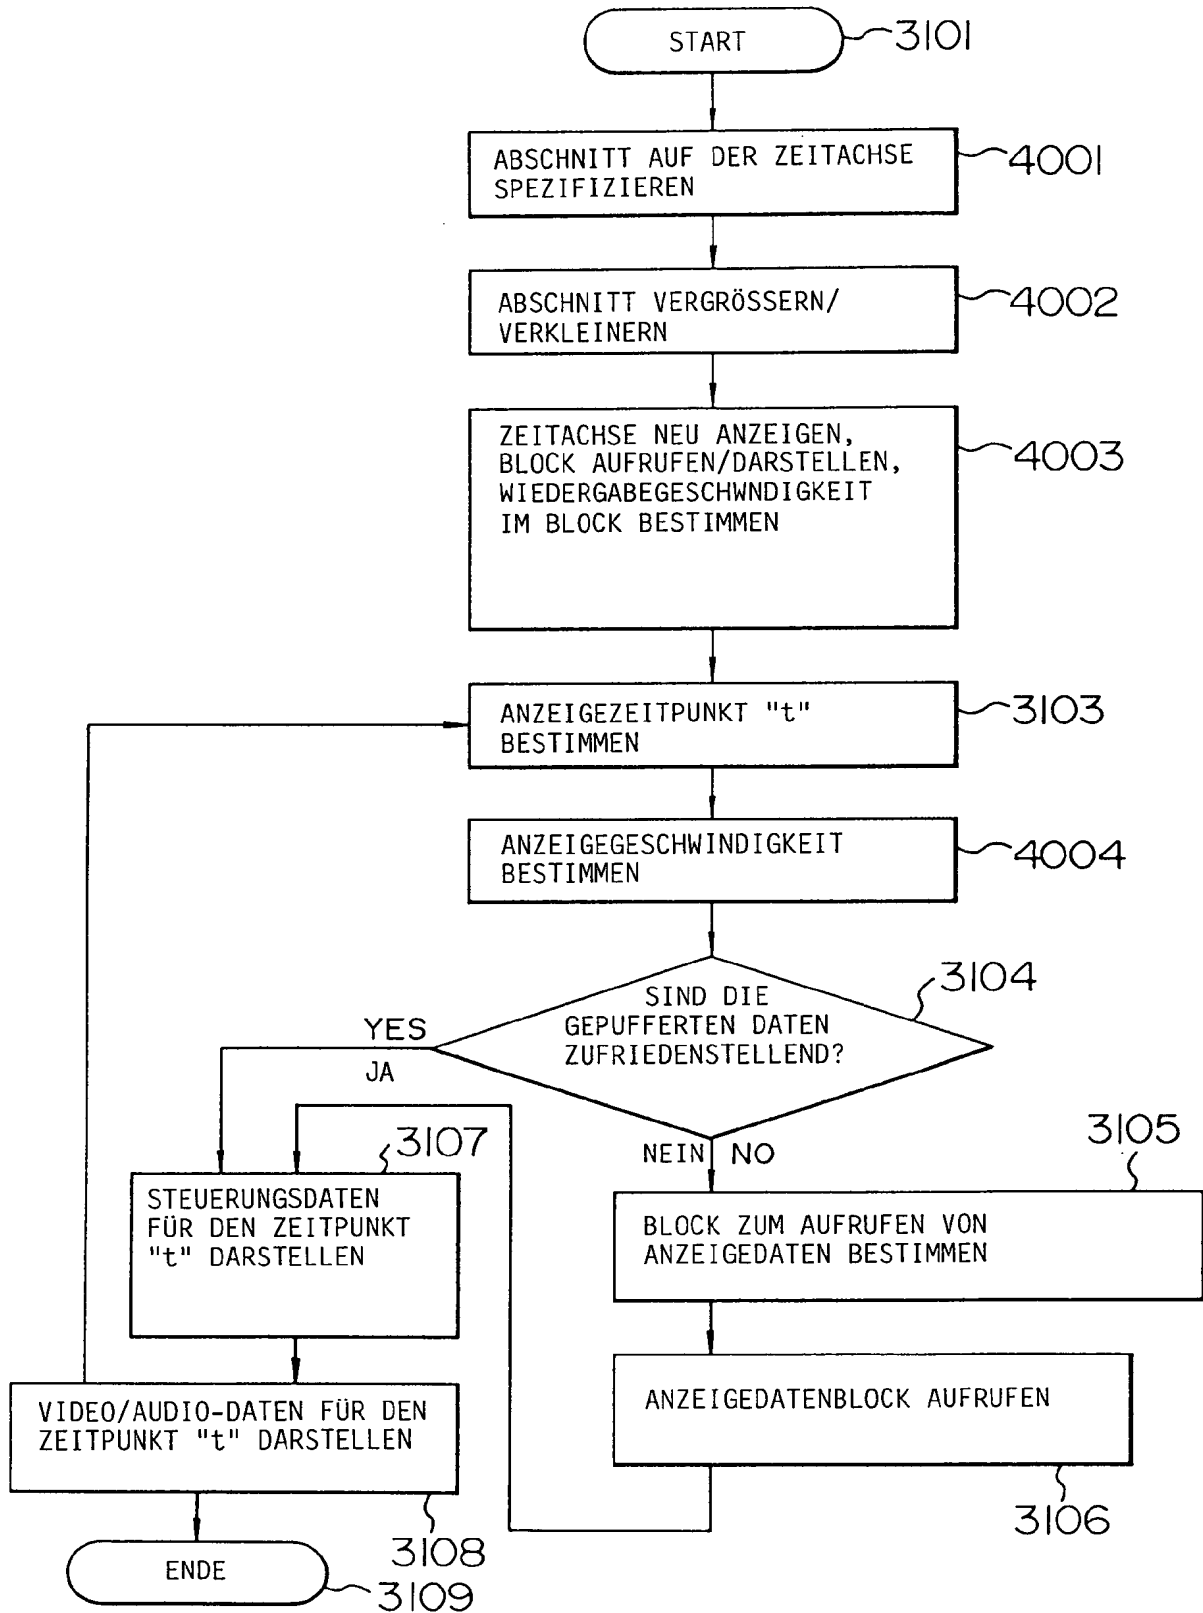 START
3101
ABSCHNITT AUF DER ZEITACHSE
SPEZIFIZIEREN
4001
ABSCHNITT VERGRÖSSERN/
VERKLEINERN
4002
ZEITACHSE NEU ANZEIGEN,
BLOCK AUFRUFEN/DARSTELLEN,
WIEDERGABEGESCHWNDIGKEIT
IM BLOCK BESTIMMEN
4003
ANZEIGEZEITPUNKT "t"
BESTIMMEN
3103
ANZEIGEGESCHWINDIGKEIT
BESTIMMEN
4004
SIND DIE
GEPUFFERTEN DATEN
ZUFRIEDENSTELLEND?
3104
YES
JA
NEIN NO
3107
STEUERUNGSDATEN
FÜR DEN ZEITPUNKT
"t" DARSTELLEN
3105
BLOCK ZUM AUFRUFEN VON
ANZEIGEDATEN BESTIMMEN
ANZEIGEDATENBLOCK AUFRUFEN
3106
VIDEO/AUDIO-DATEN FÜR DEN
ZEITPUNKT "t" DARSTELLEN
3108
ENDE
3109